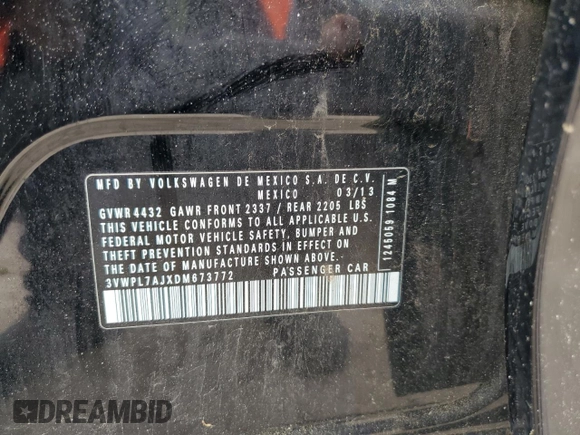 MFD BY VOLKSWAGEN DE MEXICO S.A. DE C.V.
MEXICO 03/13
GVWR 4432 GAWR FRONT 2337 / REAR 2205 LBS
THIS VEHICLE CONFORMS TO ALL APPLICABLE U.S.
FEDERAL MOTOR VEHICLE SAFETY, BUMPER AND
THEFT PREVENTION STANDARDS IN EFFECT ON
THE DATE OF MANUFACTURE SHOWN ABOVE.
3VWPL7AJXDM673772 PASSENGER CAR
1245059 1084 M
DREAMBID